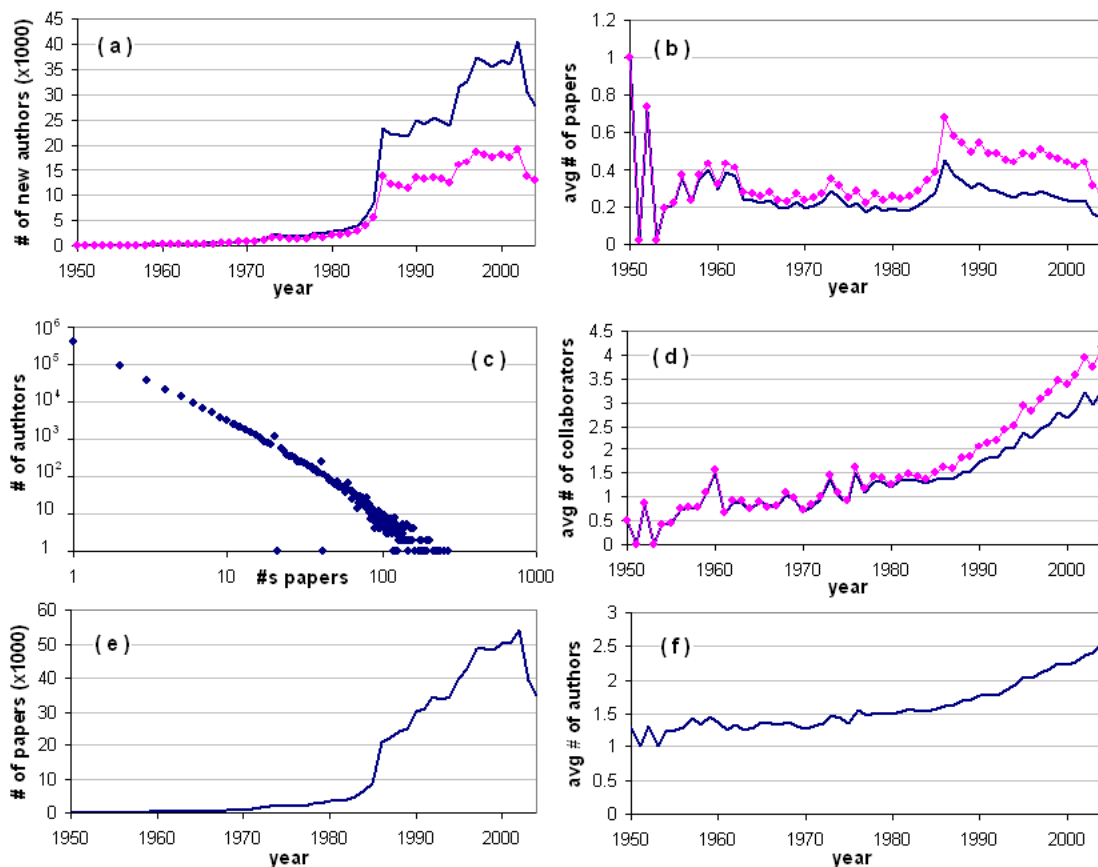 ( a )
# of new authors (x1000)
45
40
35
30
25
20
15
10
5
0
1950 1960 1970 1980 1990 2000
year
( b )
avg # of papers
1.2
1
0.8
0.6
0.4
0.2
0
1950 1960 1970 1980 1990 2000
year
( c )
# of authtors
10^6
10^5
10^4
10^3
10^2
10
1
1 10 100 1000
#s papers
( d )
avg # of collaborators
4.5
4
3.5
3
2.5
2
1.5
1
0.5
0
1950 1960 1970 1980 1990 2000
year
( e )
# of papers (x1000)
60
50
40
30
20
10
0
1950 1960 1970 1980 1990 2000
year
( f )
avg # of authors
3
2.5
2
1.5
1
0.5
0
1950 1960 1970 1980 1990 2000
year